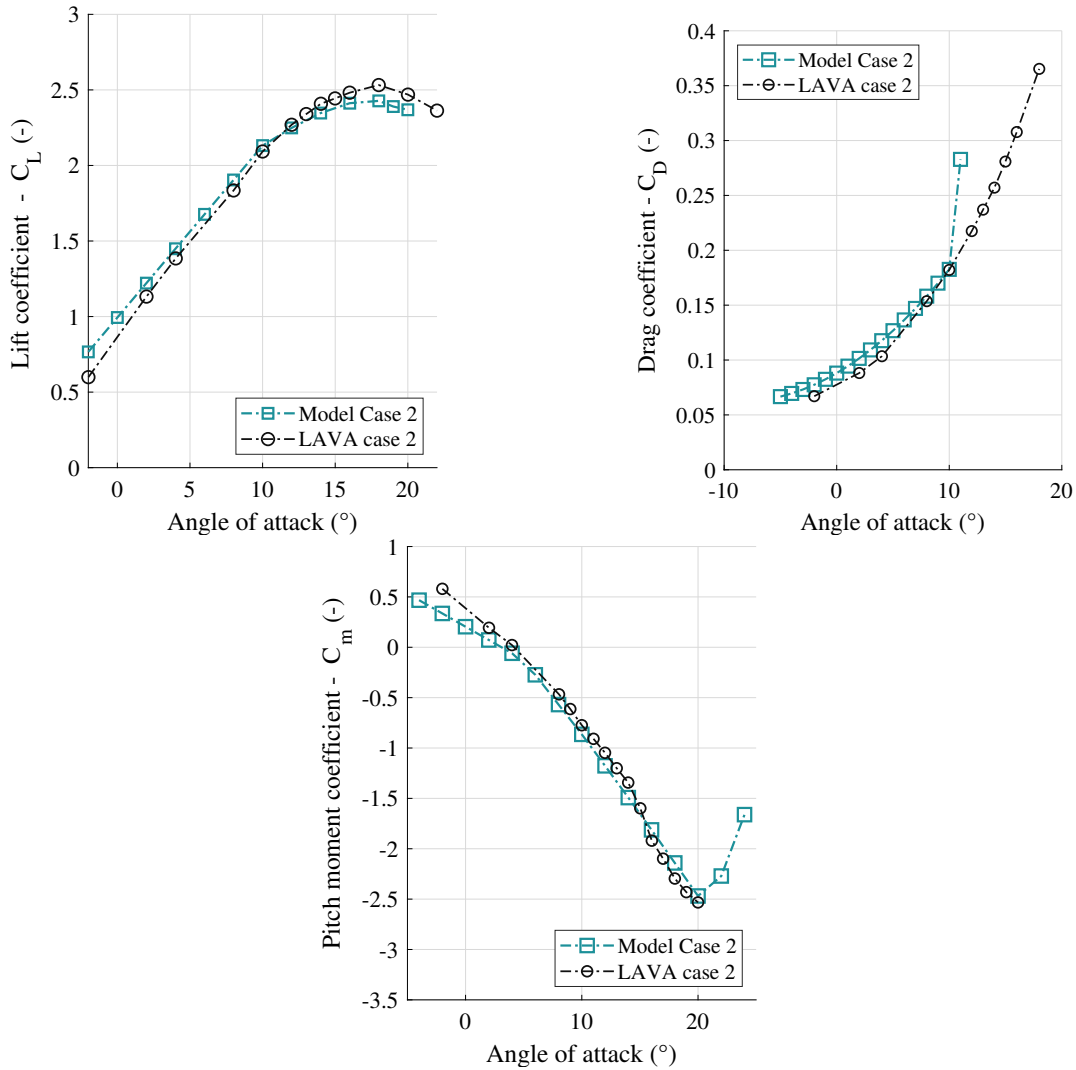 3
2.5
2
1.5
1
0.5
0
0 5 10 15 20
Lift coefficient - C_L (-)
Angle of attack (°)
Model Case 2
LAVA case 2
0.4
0.35
0.3
0.25
0.2
0.15
0.1
0.05
0
-10 0 10 20
Drag coefficient - C_D (-)
Angle of attack (°)
Model Case 2
LAVA case 2
1
0.5
0
-0.5
-1
-1.5
-2
-2.5
-3
-3.5
0 10 20
Pitch moment coefficient - C_m (-)
Angle of attack (°)
Model Case 2
LAVA case 2